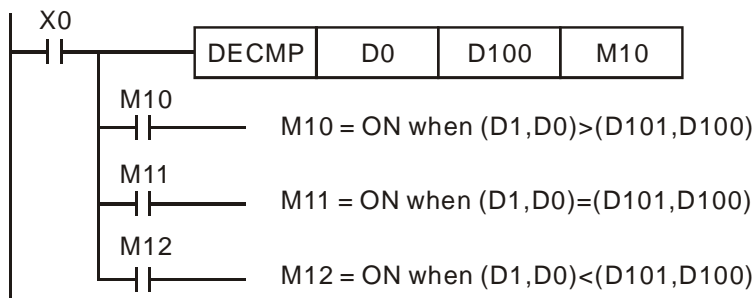 X0
DECMP D0 D100 M10
M10
M10 = ON when (D1,D0)>(D101,D100)
M11
M11 = ON when (D1,D0)=(D101,D100)
M12
M12 = ON when (D1,D0)<(D101,D100)